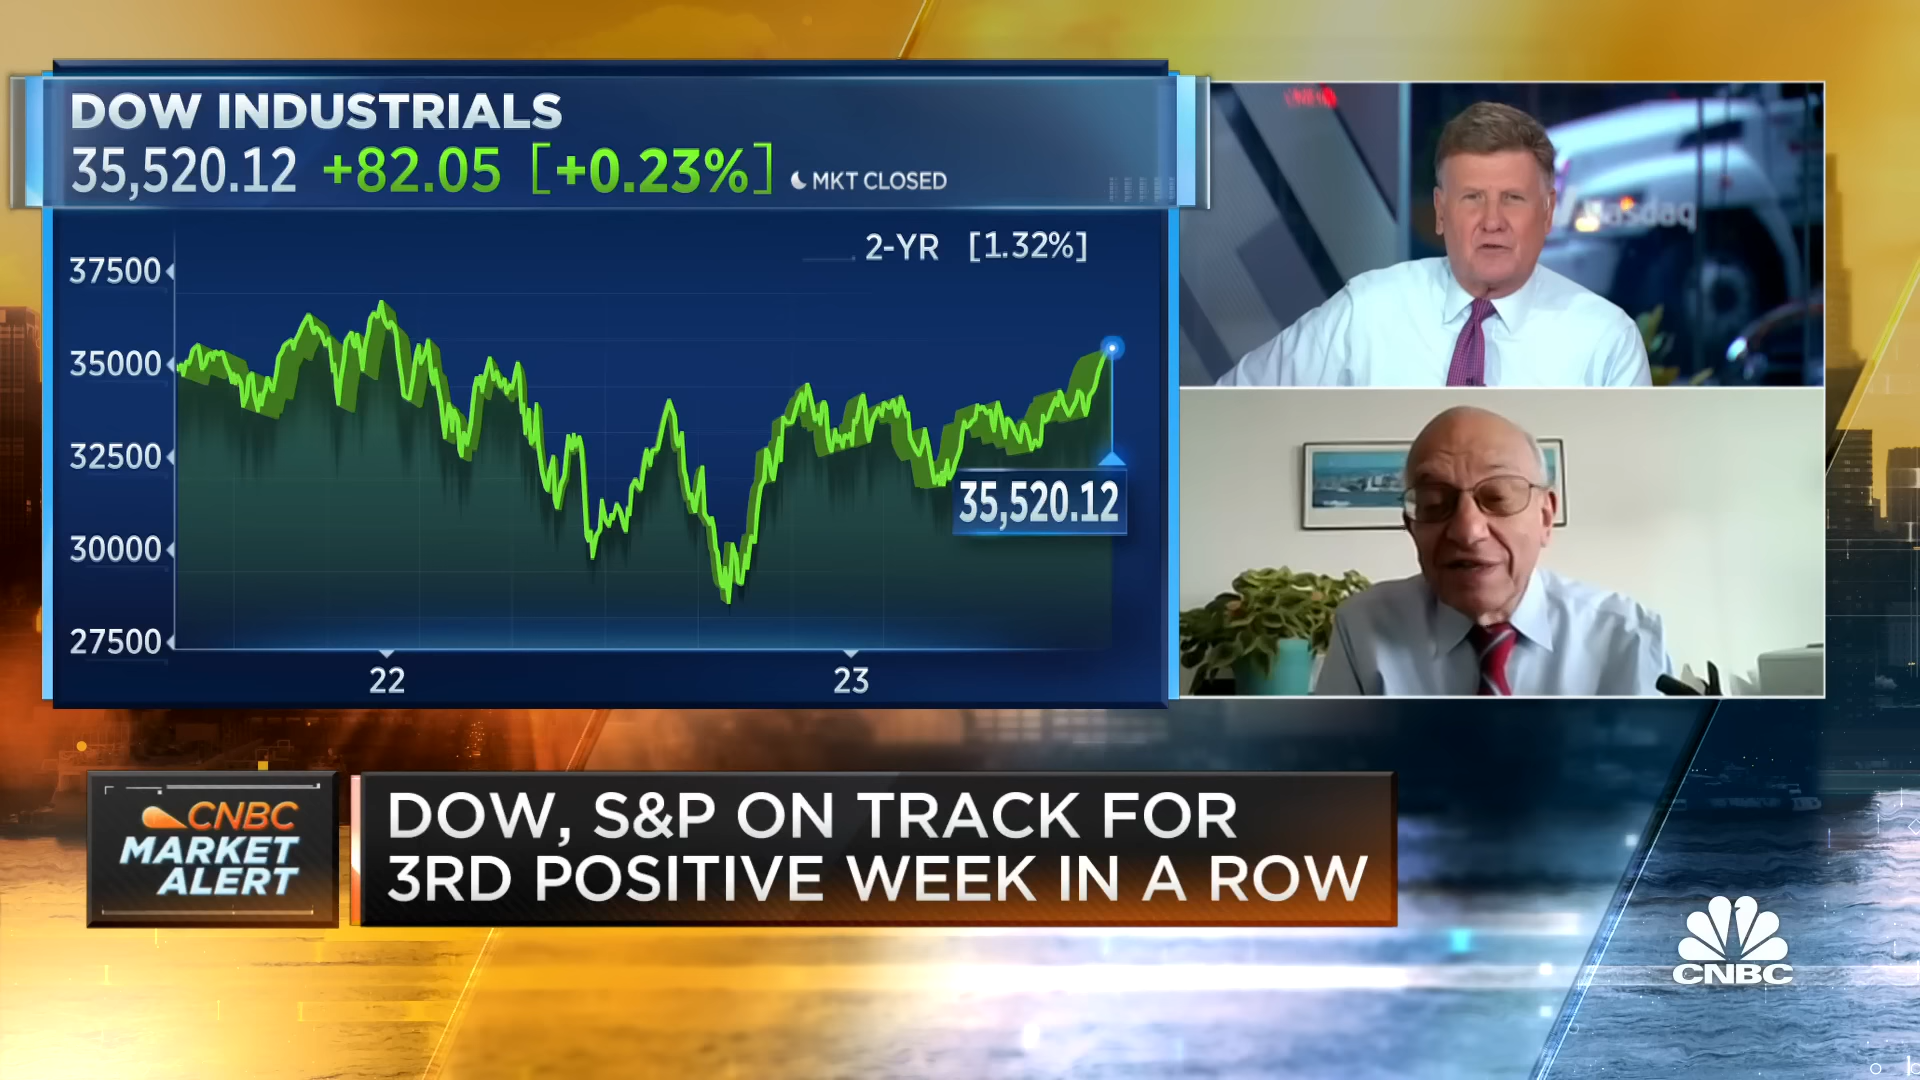 DOW INDUSTRIALS
35,520.12 +82.05 [+0.23%] MKT CLOSED
2-YR [1.32%]
37500
35000
32500
30000
27500
35,520.12
22
23
Nasdaq
CNBC
MARKET
ALERT
DOW, S&P ON TRACK FOR
3RD POSITIVE WEEK IN A ROW
CNBC